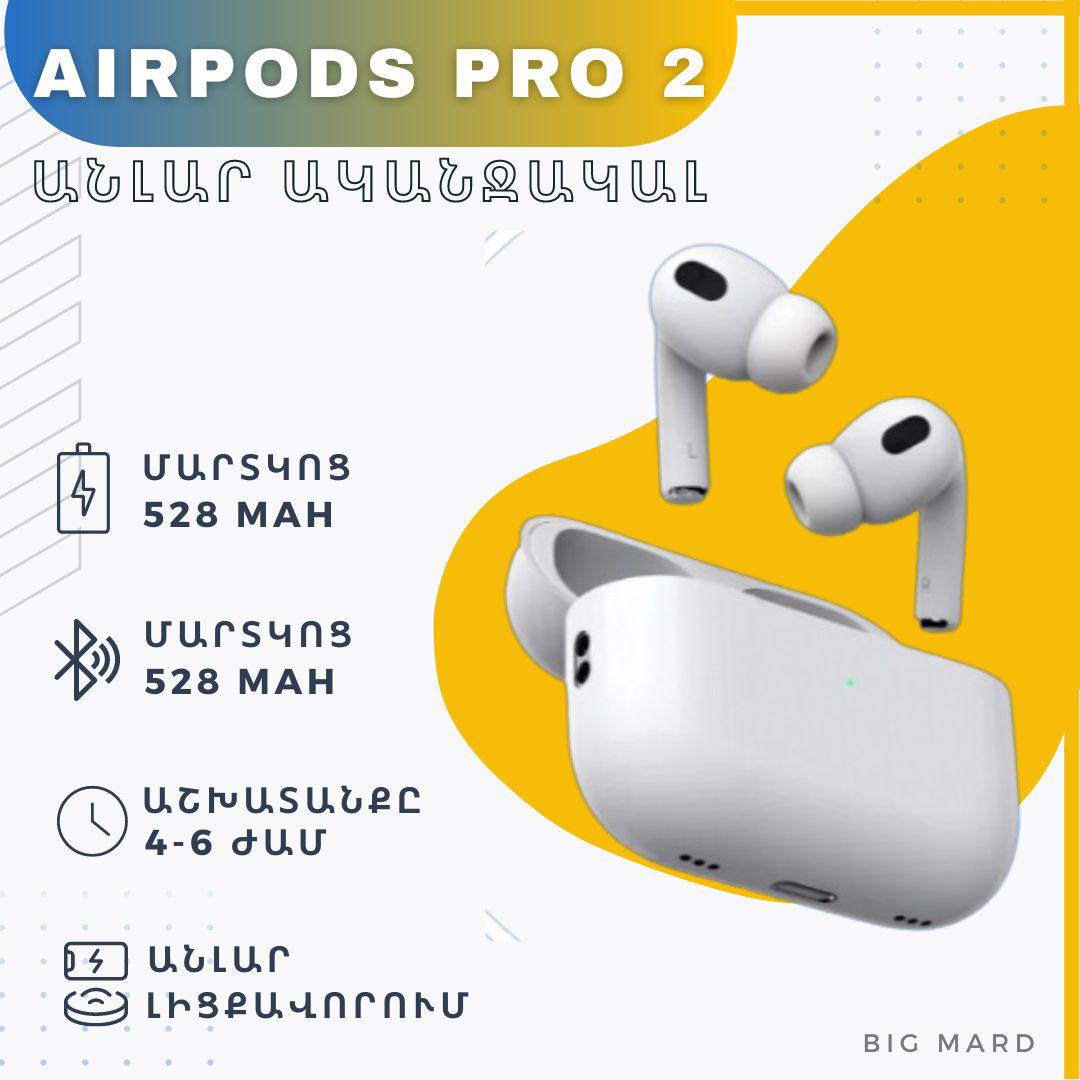 AIRPODS PRO 2
ԱՆԼԱՐ ԱԿԱՆՋԱԿԱԼ
L
R
ՄԱՐՏԿՈՑ
528 MAH
ՄԱՐՏԿՈՑ
528 MAH
ԱՇԽԱՏԱՆՔԸ
4-6 ԺԱՄ
ԱՆԼԱՐ
ԼԻՑՔԱՎՈՐՈՒՄ
BIG MARD